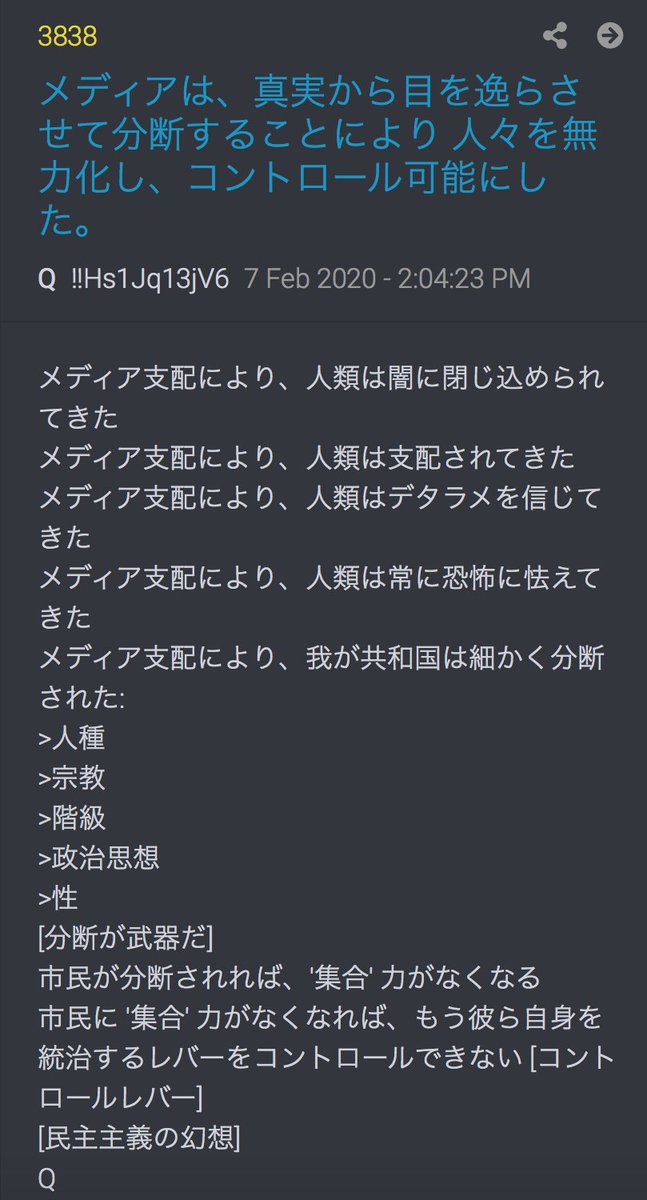 3838
メディアは、真実から目を逸らさ
せて分断することにより 人々を無
力化し、コントロール可能にし
た。
Q !!Hs1Jq13jV6 7 Feb 2020 - 2:04:23 PM
メディア支配により、人類は闇に閉じ込められ
てきた
メディア支配により、人類は支配されてきた
メディア支配により、人類はデタラメを信じて
きた
メディア支配により、人類は常に恐怖に怯えて
きた
メディア支配により、我が共和国は細かく分断
された:
>人種
>宗教
>階級
>政治思想
>性
[分断が武器だ]
市民が分断されれば、'集合' 力がなくなる
市民に '集合' 力がなくなれば、もう彼ら自身を
統治するレバーをコントロールできない [コント
ロールレバー]
[民主主義の幻想]
Q